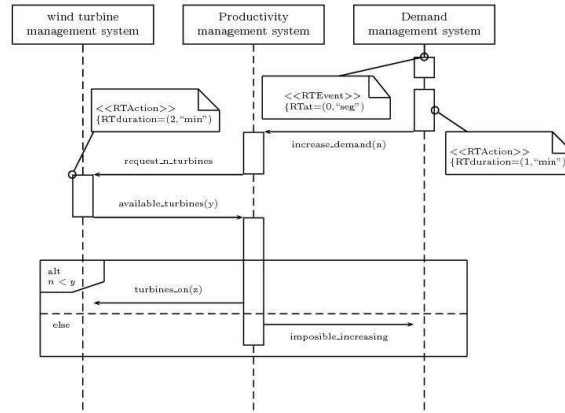 wind turbine
management system
Productivity
management system
Demand
management system
<<RTEvent>>
{RTat=(0,“seg”)
<<RTAction>>
{RTduration=(2,“min”)
increase_demand(n)
<<RTAction>>
{RTduration=(1,“min”)
request_n_turbines
available_turbines(y)
alt
n < y
turbines_on(z)
else
imposible_increasing